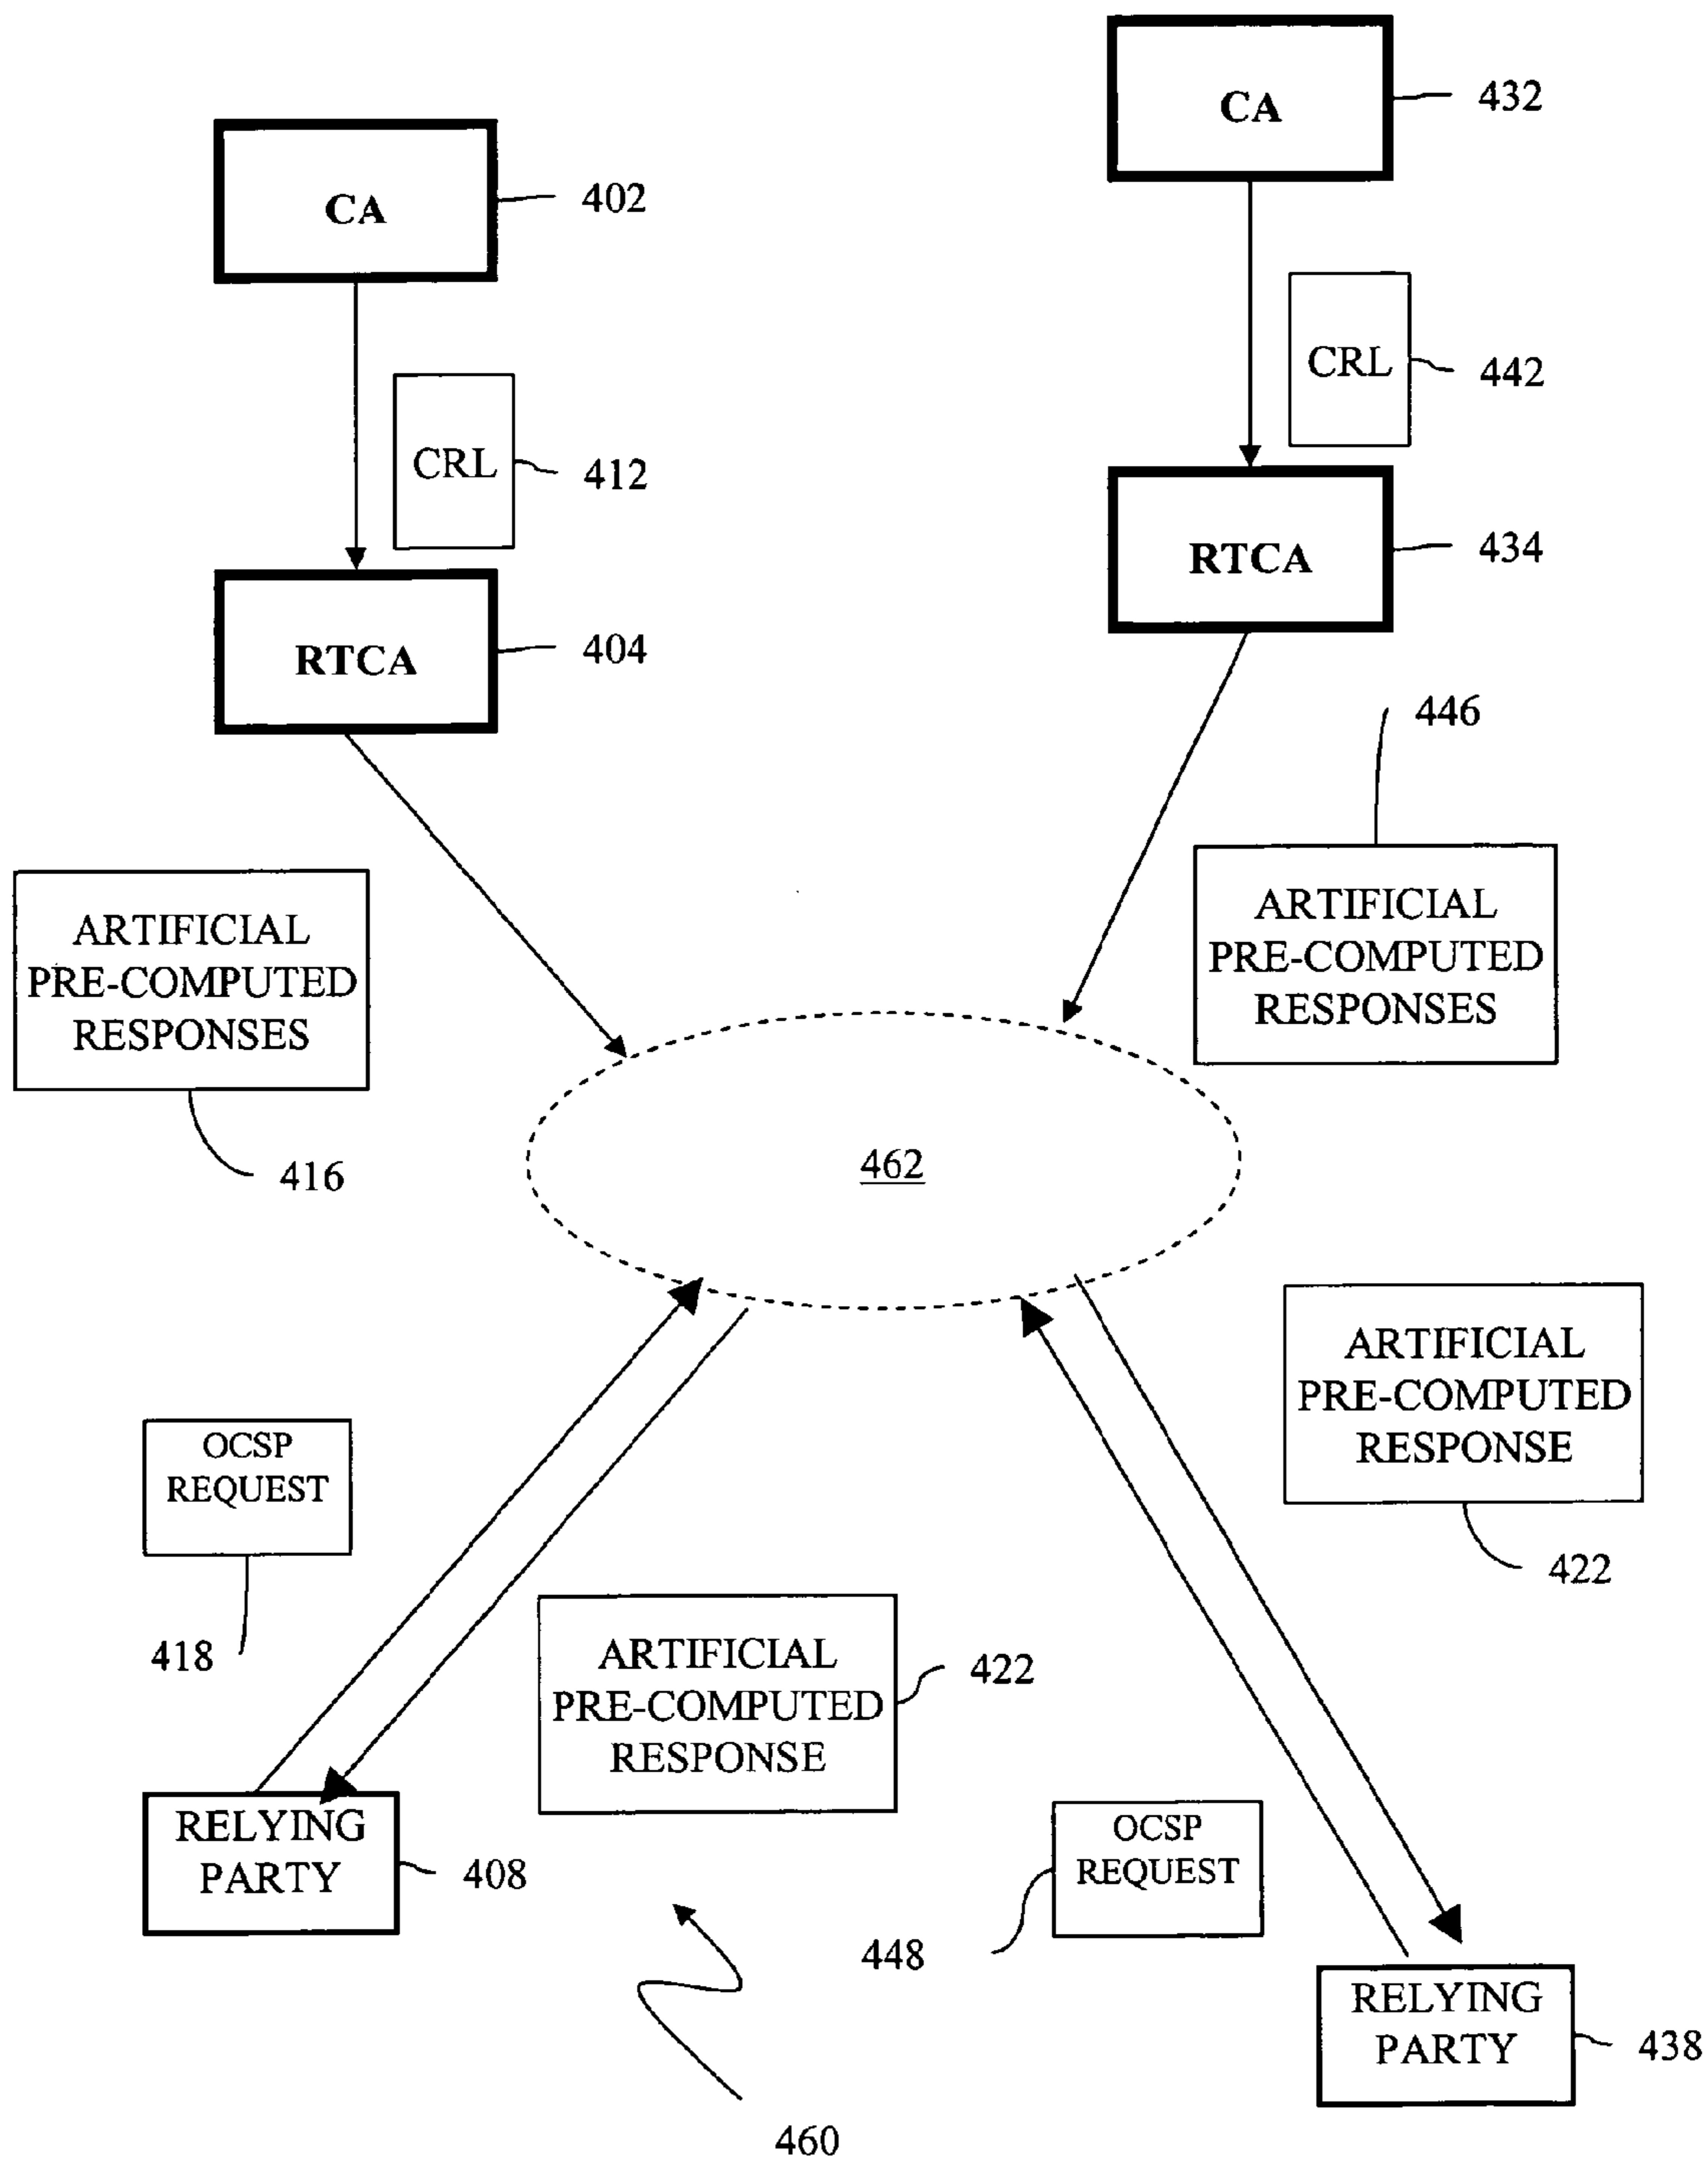 CA
432
CA
402
CRL
442
CRL
412
RTCA
434
RTCA
404
446
ARTIFICIAL
PRE-COMPUTED
RESPONSES
416
ARTIFICIAL
PRE-COMPUTED
RESPONSES
462
ARTIFICIAL
PRE-COMPUTED
RESPONSE
422
OCSP
REQUEST
418
ARTIFICIAL
PRE-COMPUTED
RESPONSE
422
RELYING
PARTY
408
OCSP
REQUEST
448
RELYING
PARTY
438
460